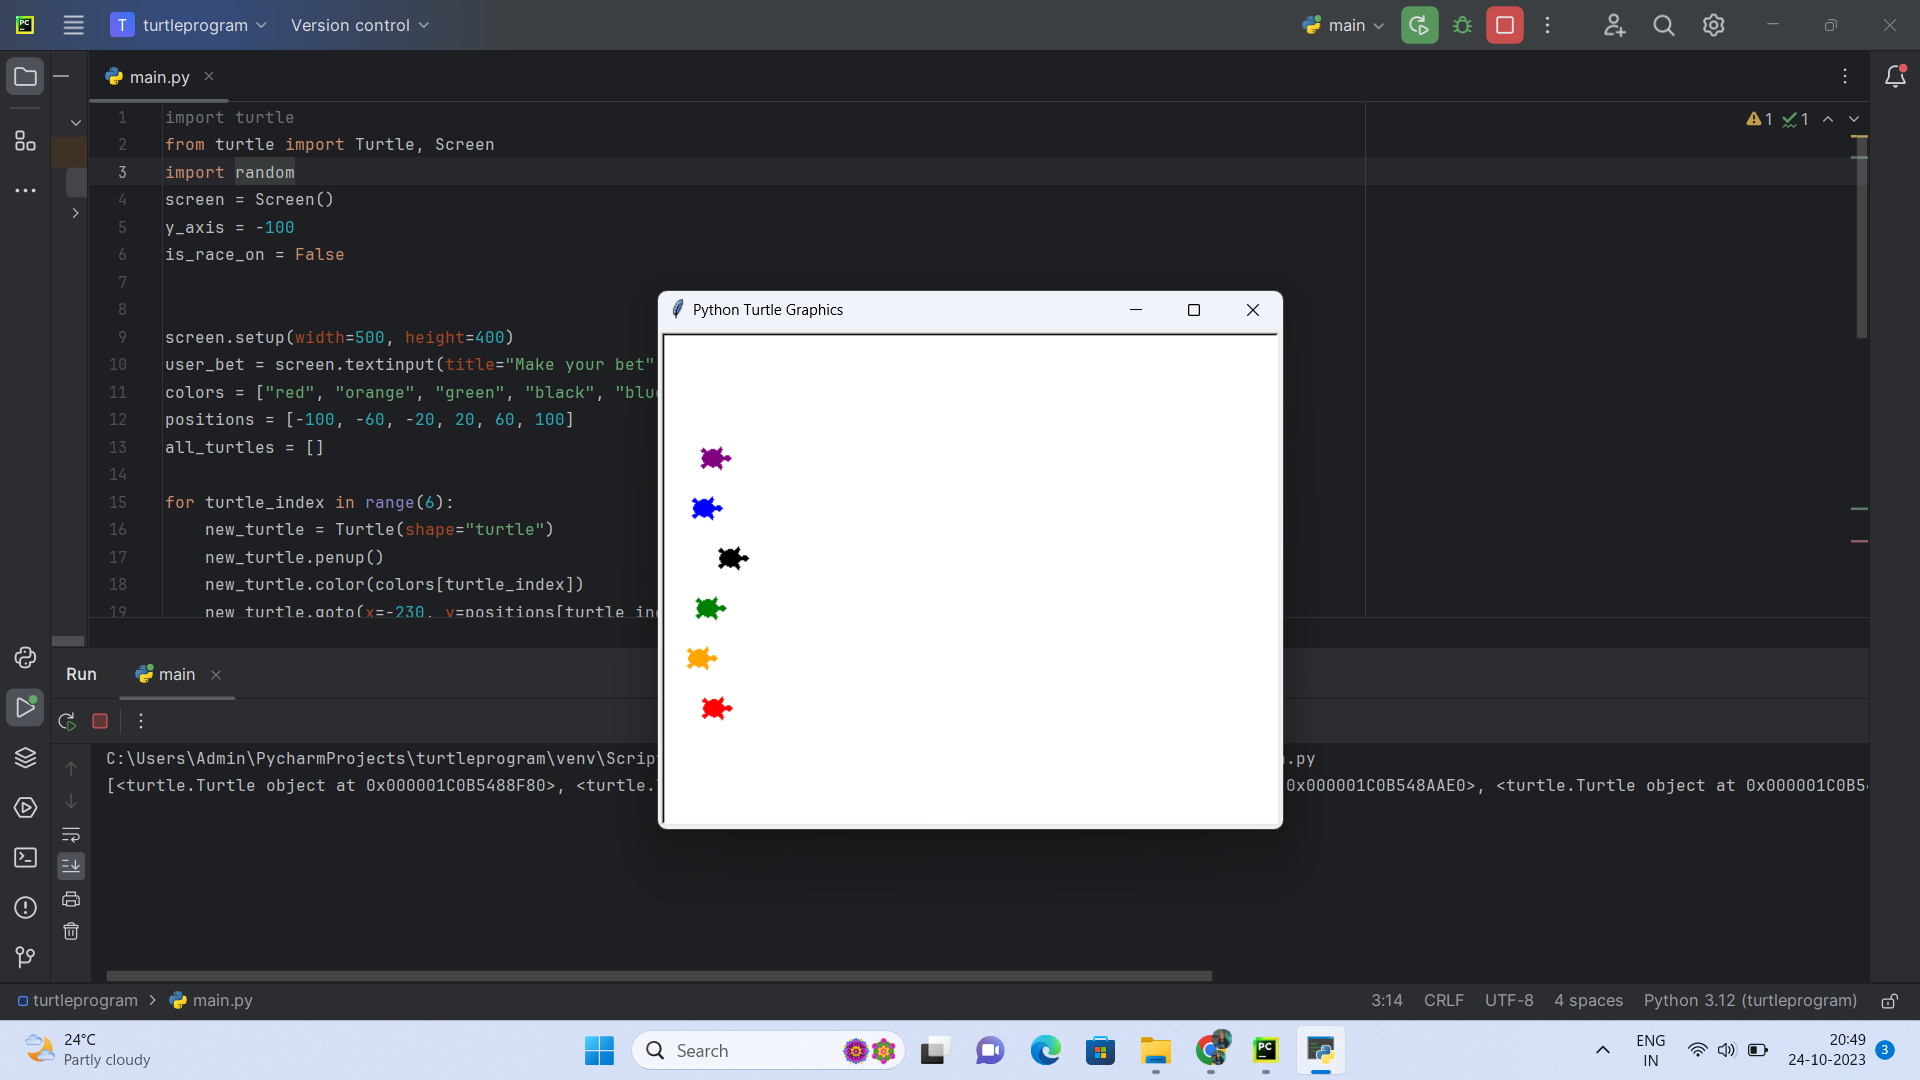 T turtleprogram Version control main
main.py
1 import turtle
2 from turtle import Turtle, Screen
3 import random
4 screen = Screen()
5 y_axis = -100
6 is_race_on = False
7
8
9 screen.setup(width=500, height=400)
10 user_bet = screen.textinput(title="Make your bet"
11 colors = ["red", "orange", "green", "black", "blu
12 positions = [-100, -60, -20, 20, 60, 100]
13 all_turtles = []
14
15 for turtle_index in range(6):
16 new_turtle = Turtle(shape="turtle")
17 new_turtle.penup()
18 new_turtle.color(colors[turtle_index])
19 new_turtle.goto(x=-230, y=positions[turtle_ind
1 1
Python Turtle Graphics
Run main
C:\Users\Admin\PycharmProjects\turtleprogram\venv\Scrip .py
[<turtle.Turtle object at 0x000001C0B5488F80>, <turtle. 0x000001C0B548AAE0>, <turtle.Turtle object at 0x000001C0B5
turtleprogram > main.py
3:14 CRLF UTF-8 4 spaces Python 3.12 (turtleprogram)
24°C
Partly cloudy
Search
PC
ENG
IN
20:49
24-10-2023
3